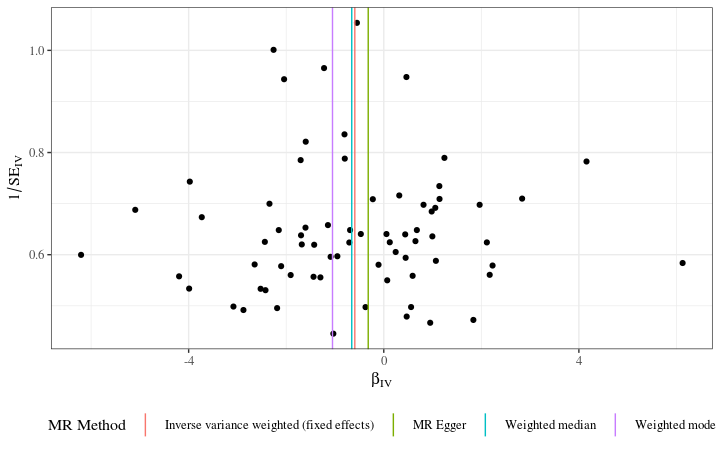 1.0
0.8
0.6
1/SE_IV
-4 0 4
β_IV
MR Method Inverse variance weighted (fixed effects) MR Egger Weighted median Weighted mode